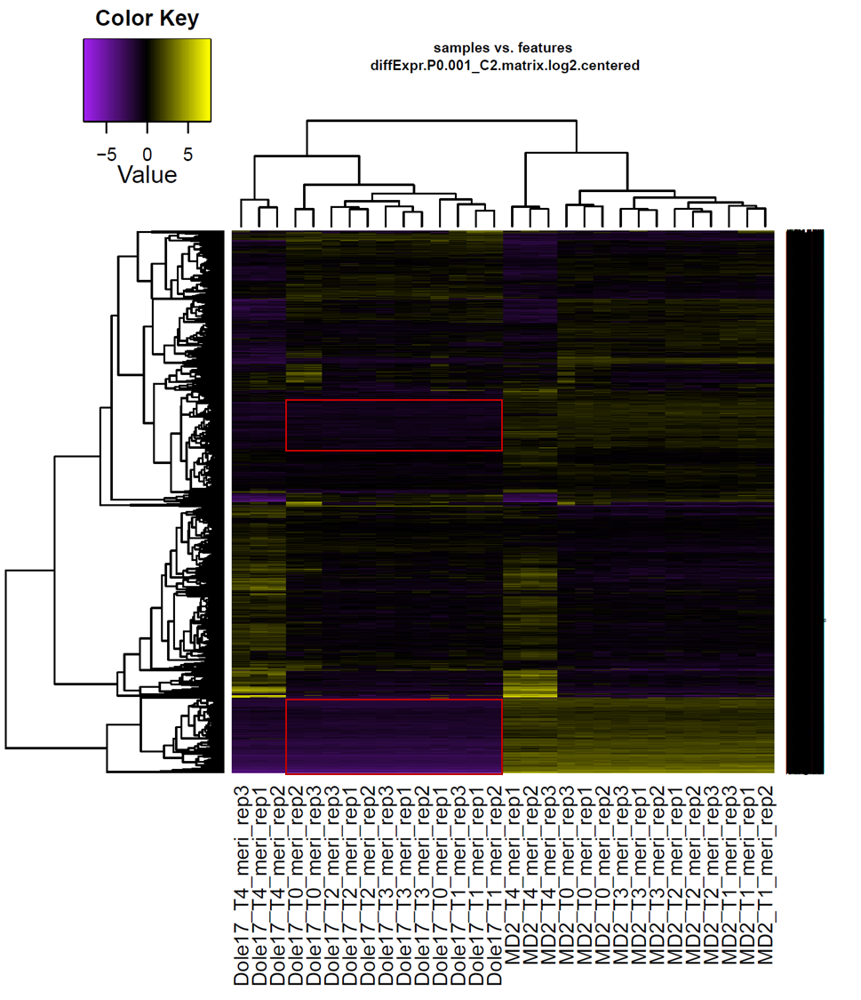 Color Key
−5 0 5
Value
samples vs. features
diffExpr.P0.001_C2.matrix.log2.centered
Dole17_T4_meri_rep3
Dole17_T4_meri_rep1
Dole17_T4_meri_rep2
Dole17_T0_meri_rep2
Dole17_T0_meri_rep3
Dole17_T2_meri_rep3
Dole17_T2_meri_rep1
Dole17_T2_meri_rep2
Dole17_T3_meri_rep3
Dole17_T3_meri_rep1
Dole17_T3_meri_rep2
Dole17_T0_meri_rep1
Dole17_T1_meri_rep3
Dole17_T1_meri_rep1
Dole17_T1_meri_rep2
MD2_T4_meri_rep1
MD2_T4_meri_rep2
MD2_T4_meri_rep3
MD2_T0_meri_rep3
MD2_T0_meri_rep1
MD2_T0_meri_rep2
MD2_T3_meri_rep1
MD2_T3_meri_rep3
MD2_T3_meri_rep2
MD2_T2_meri_rep1
MD2_T2_meri_rep2
MD2_T2_meri_rep3
MD2_T1_meri_rep3
MD2_T1_meri_rep1
MD2_T1_meri_rep2